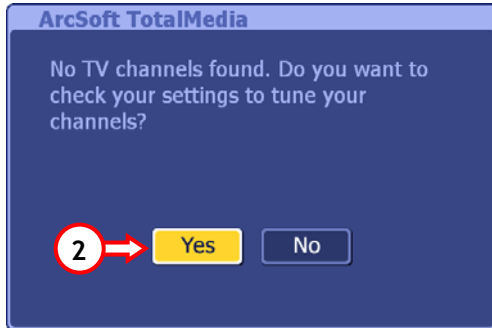 ArcSoft TotalMedia
No TV channels found. Do you want to
check your settings to tune your
channels?
2 Yes No